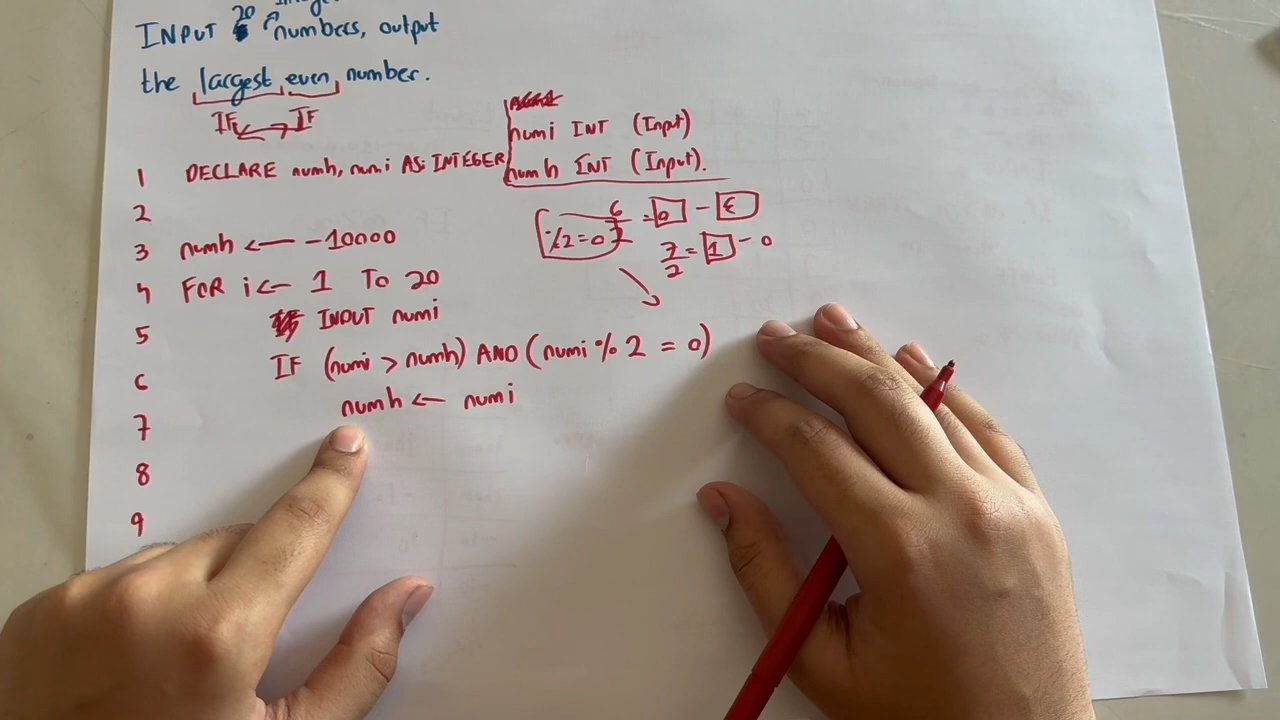 INPUT 20
numbers, output
the largest even number.
IF IF
numi INT (Input)
1 DECLARE numh, numi AS: INTEGER
numh INT (Input).
2
6/2 = 0 - E
%2=0
3 numh ← -10000
7/2 = 1 - 0
4 FOR i ← 1 To 20
5 INPUT numi
6 IF (numi > numh) AND (numi % 2 = 0)
7 numh ← numi
8
9